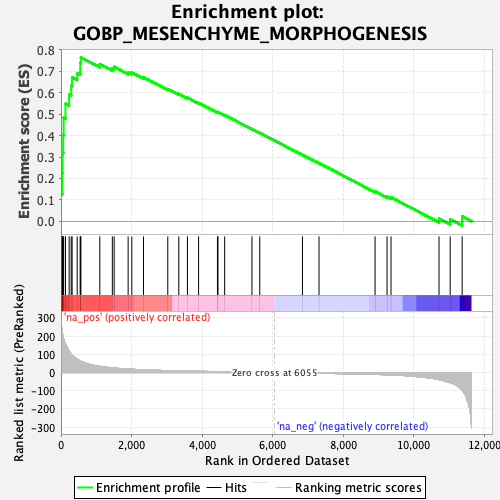 Enrichment plot:
GOBP_MESENCHYME_MORPHOGENESIS
Enrichment score (ES)
0.8
0.7
0.6
0.5
0.4
0.3
0.2
0.1
0.0
'na_pos' (positively correlated)
Ranked list metric (PreRanked)
300
200
100
0
-100
-200
-300
Zero cross at 6055
'na_neg' (negatively correlated)
0
2,000
4,000
6,000
8,000
10,000
12,000
Rank in Ordered Dataset
Enrichment profile
Hits
Ranking metric scores